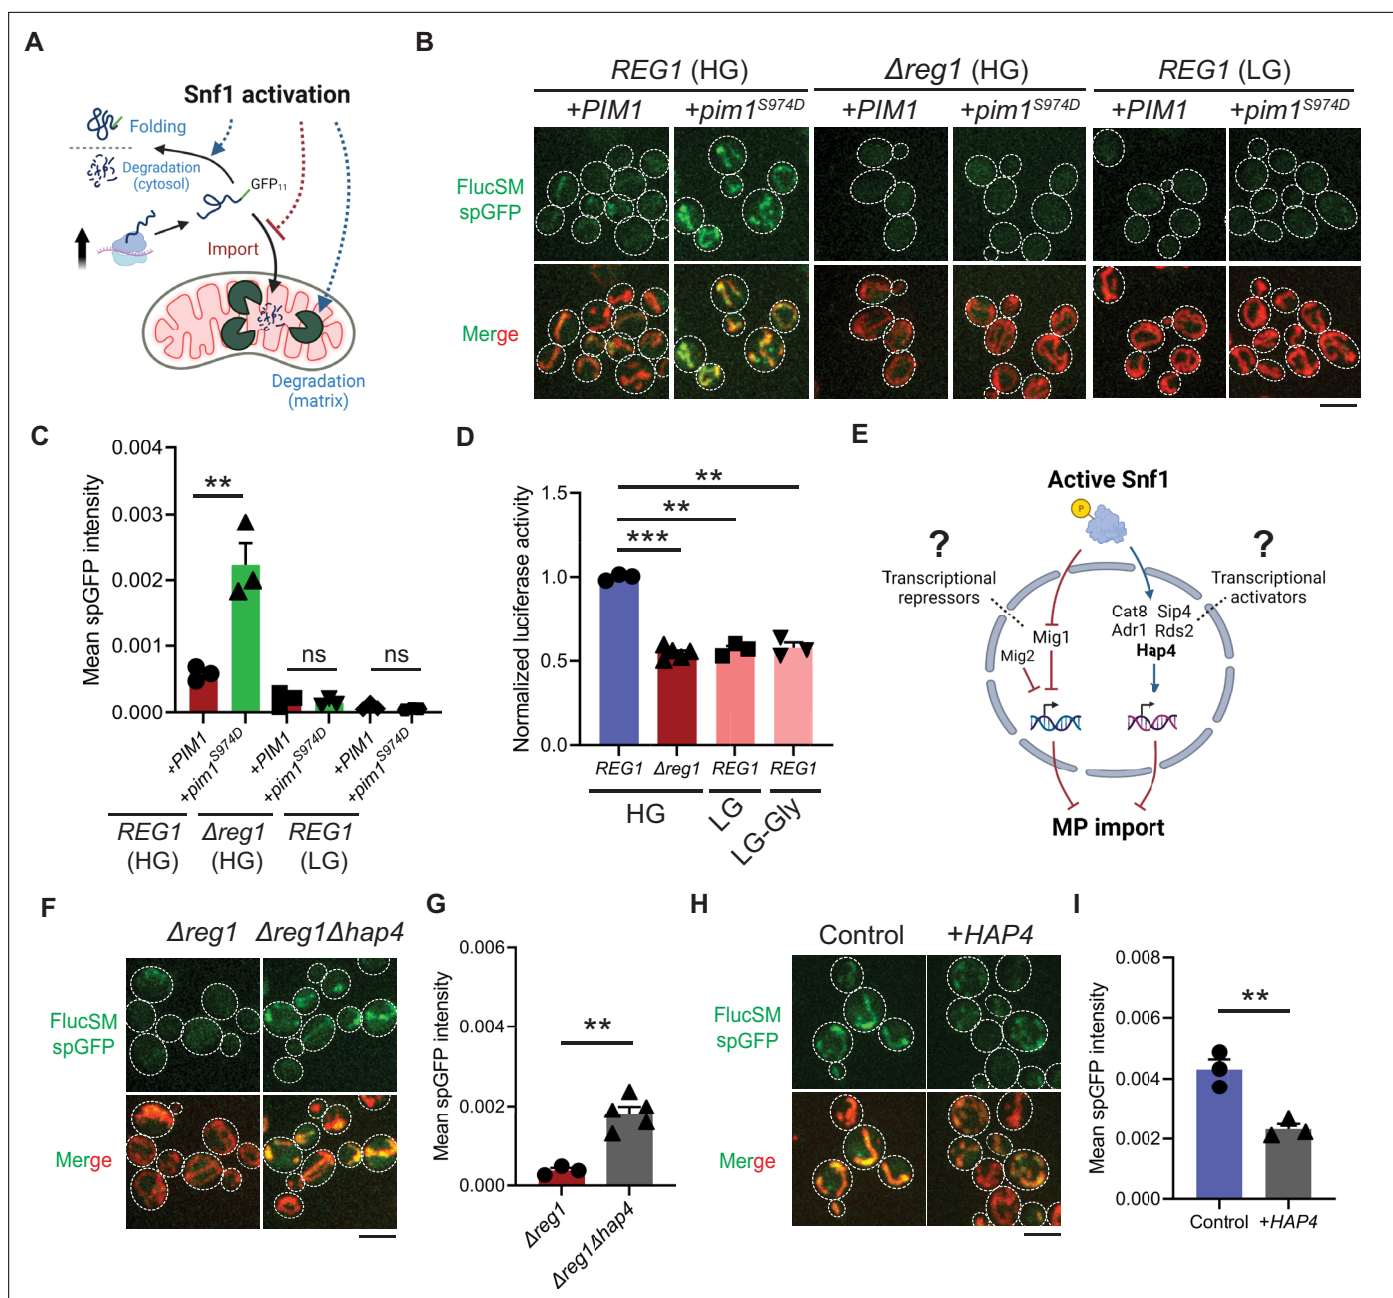 A
Snf1 activation
Folding
Degradation
(cytosol)
GFP11
Import
Degradation
(matrix)
B
REG1 (HG)
Δreg1 (HG)
REG1 (LG)
+PIM1
+pim1S974D
+PIM1
+pim1S974D
+PIM1
+pim1S974D
FlucSM
spGFP
Merge
C
Mean spGFP intensity
0.004
0.003
0.002
0.001
0.000
**
ns
ns
+PIM1
+pim1S974D
+PIM1
+pim1S974D
+PIM1
+pim1S974D
REG1
(HG)
Δreg1
(HG)
REG1
(LG)
D
Normalized luciferase activity
1.5
1.0
0.5
0.0
**
**
***
REG1
Δreg1
REG1
REG1
HG
LG
LG-Gly
E
Active Snf1
P
?
?
Transcriptional
repressors
Transcriptional
activators
Mig1
Mig2
Cat8 Sip4
Adr1 Rds2
Hap4
MP import
F
Δreg1
Δreg1Δhap4
FlucSM
spGFP
Merge
G
Mean spGFP intensity
0.006
0.004
0.002
0.000
**
Δreg1
Δreg1Δhap4
H
Control
+HAP4
FlucSM
spGFP
Merge
I
Mean spGFP intensity
0.008
0.006
0.004
0.002
0.000
**
Control
+HAP4